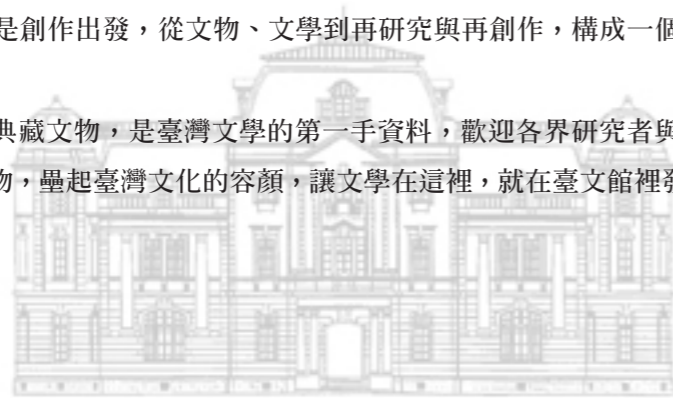 是創作出發，從文物、文學到再研究與再創作，構成一個
典藏文物，是臺灣文學的第一手資料，歡迎各界研究者與
物，壘起臺灣文化的容顏，讓文學在這裡，就在臺文館裡發